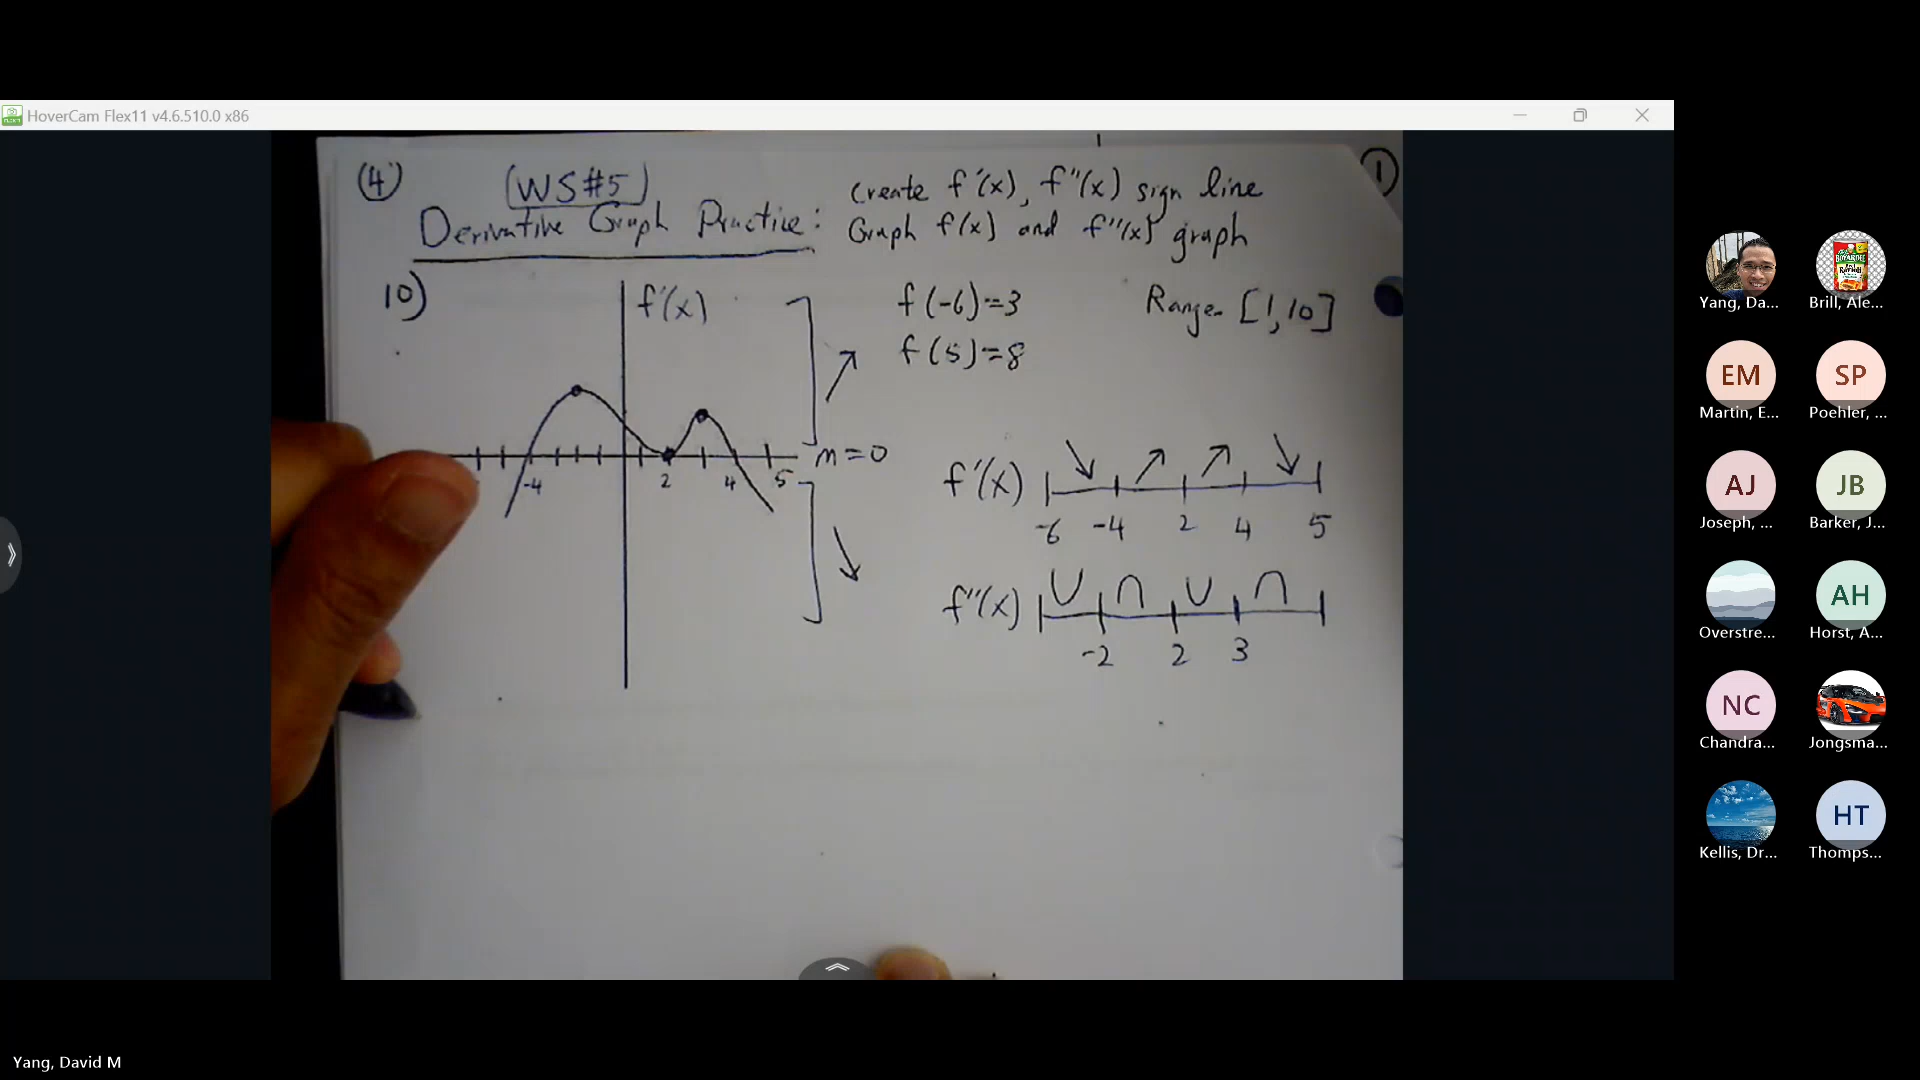 HoverCam Flex11 v4.6.510.0 x86
(4)
(WS#5)
Derivative Graph Practice:
Create f'(x), f"(x) sign line
Graph f(x) and f"(x) graph
1
10)
f'(x)
f(-6)=3
f(5)=8
Range [1,10]
m=0
-4 2 4 5
f'(x)
-6 -4 2 4 5
f"(x)
-2 2 3
Yang, Da...
Brill, Ale...
EM
Martin, E...
SP
Poehler, ...
AJ
Joseph, ...
JB
Barker, J...
Overstre...
AH
Horst, A...
NC
Chandra...
Jongsma...
Kellis, Dr...
HT
Thomps...
Yang, David M